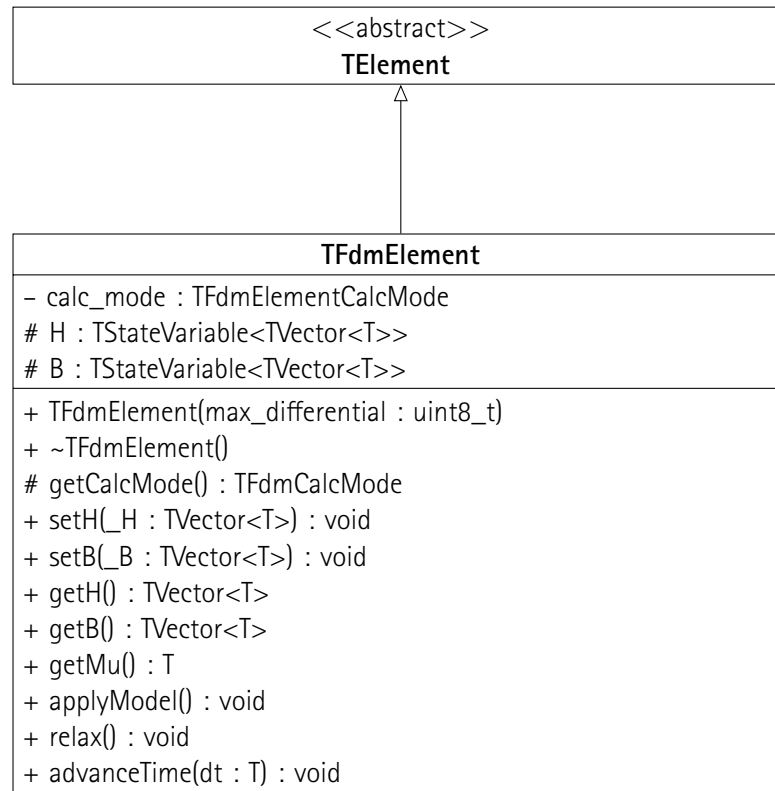 <<abstract>>
TElement
TFdmElement
– calc_mode : TFdmElementCalcMode
# H : TStateVariable<TVector<T>>
# B : TStateVariable<TVector<T>>
+ TFdmElement(max_differential : uint8_t)
+ ~TFdmElement()
# getCalcMode() : TFdmCalcMode
+ setH(_H : TVector<T>) : void
+ setB(_B : TVector<T>) : void
+ getH() : TVector<T>
+ getB() : TVector<T>
+ getMu() : T
+ applyModel() : void
+ relax() : void
+ advanceTime(dt : T) : void